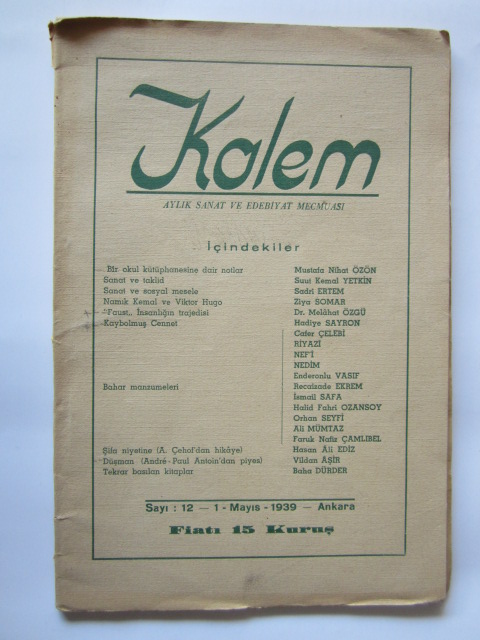 Kalem
AYLIK SANAT VE EDEBİYAT MECMUASI
İçindekiler
Bir okul kütüphanesine dair notlar Mustafa Nihat ÖZÖN
Sanat ve taklid Suut Kemal YETKİN
Sanat ve sosyal mesele Sadri ERTEM
Namık Kemal ve Viktor Hugo Ziya SOMAR
"Faust,, İnsanlığın trajedisi Dr. Melâhat ÖZGÜ
Kaybolmuş Cennet Hadiye SAYRON
Cafer ÇELEBİ
RİYAZİ
NEF'İ
NEDİM
Enderonlu VASIF
Bahar manzumeleri Recaizade EKREM
İsmail SAFA
Halid Fahri OZANSOY
Orhan SEYFİ
Ali MÜMTAZ
Faruk Nafiz ÇAMLIBEL
Şifa niyetine (A. Çehof'dan hikâye) Hasan Âli EDİZ
Düşman (André-Paul Antoin'dan piyes) Vildan AŞİR
Tekrar basılan kitaplar Baha DÜRDER
Sayı : 12 — 1 - Mayıs - 1939 — Ankara
Fiatı 15 Kuruş